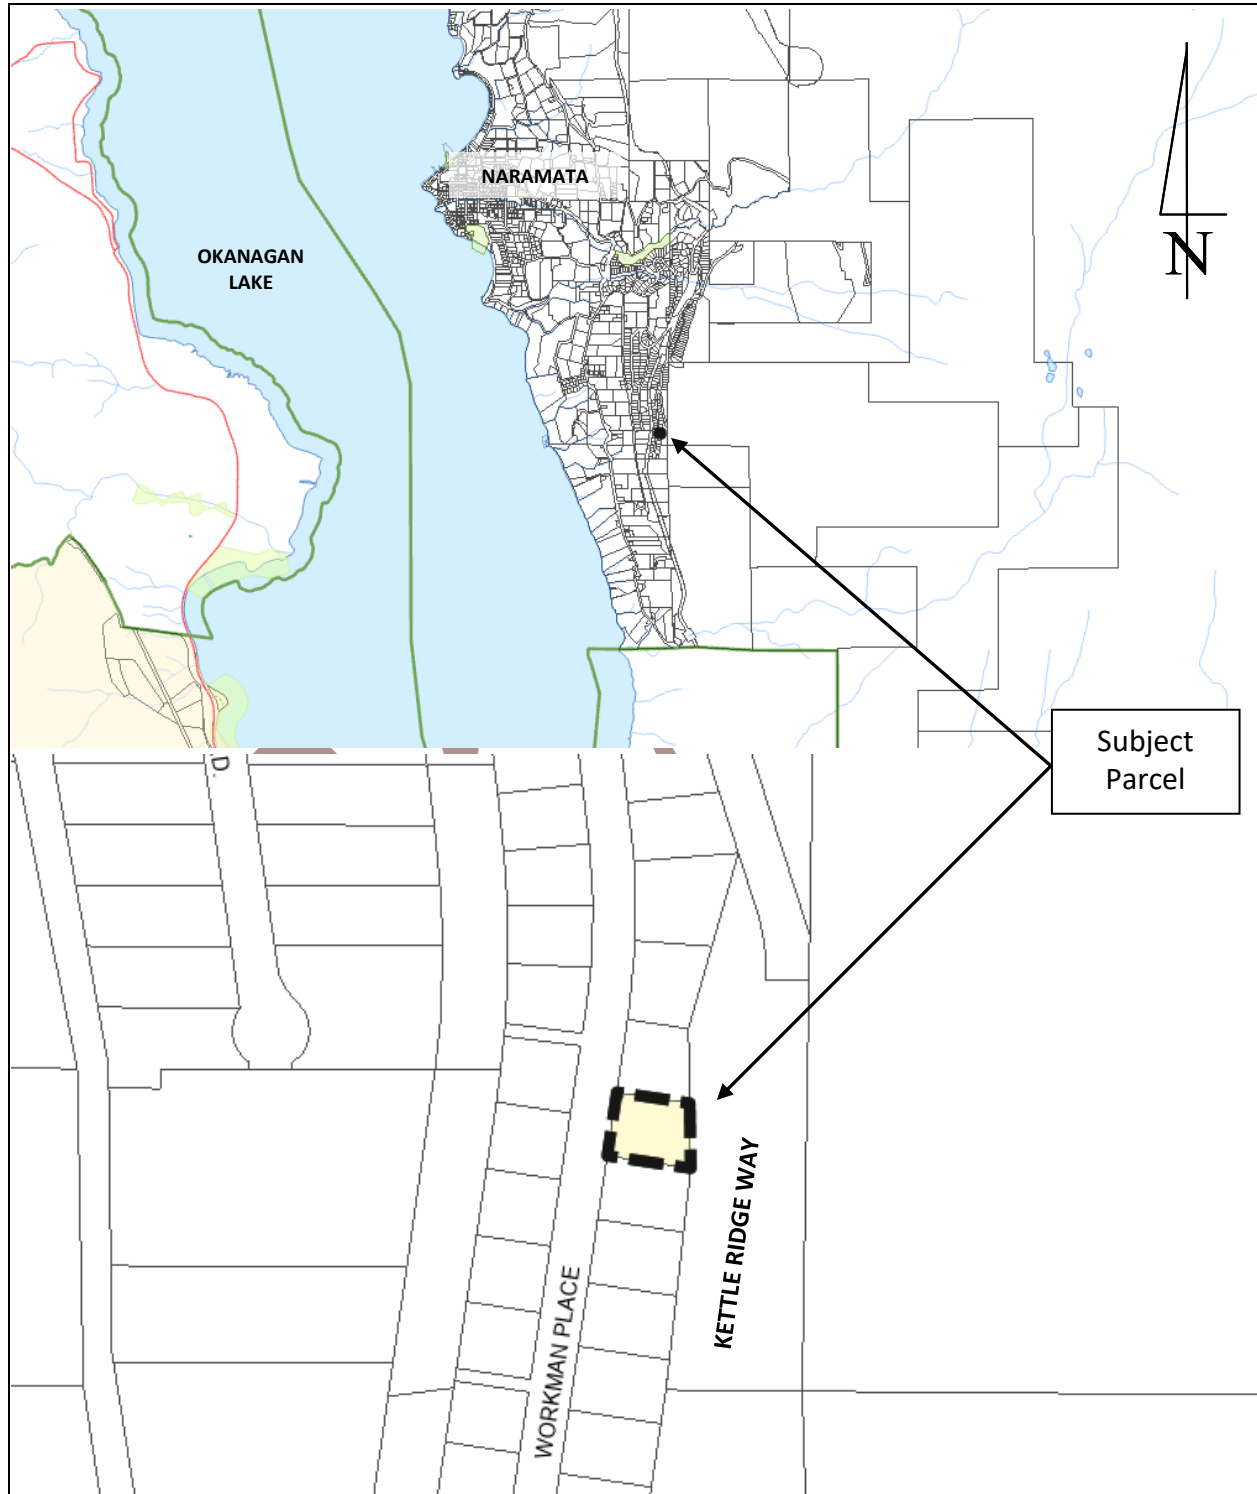 NARAMATA
OKANAGAN
LAKE
N
Subject
Parcel
D.
KETTLE RIDGE WAY
WORKMAN PLACE